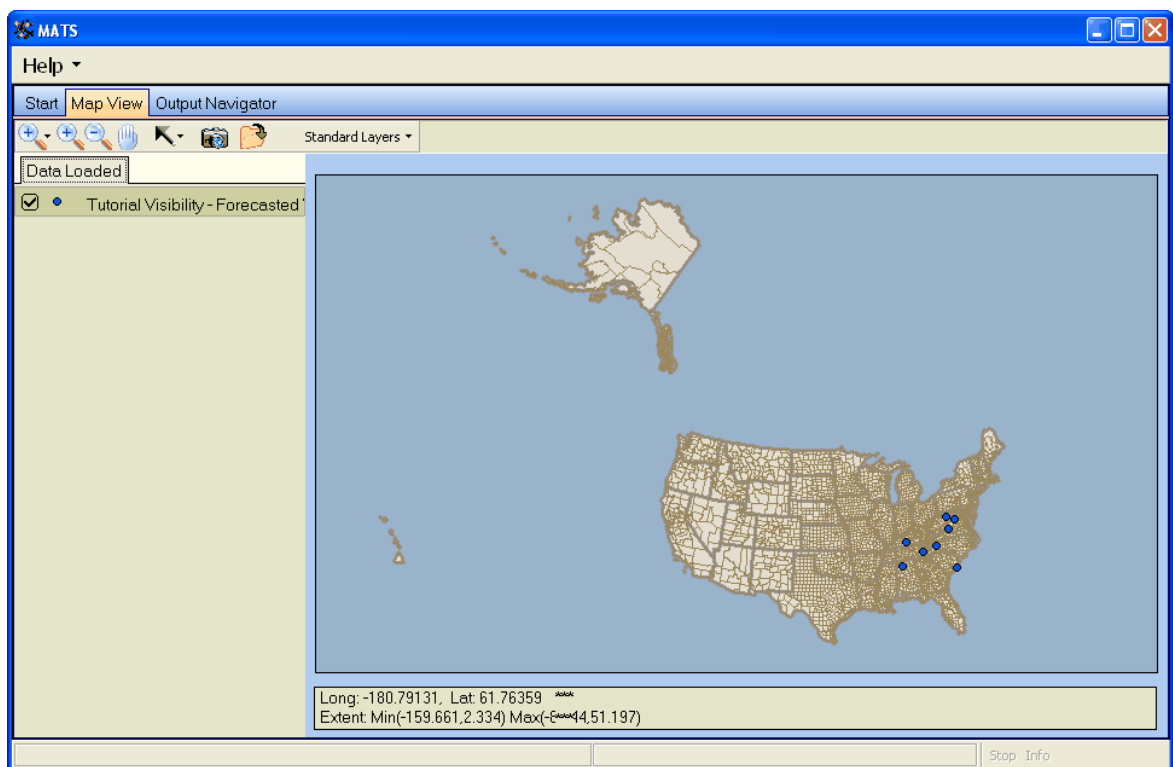 MATS
Help
Start Map View Output Navigator
Standard Layers
Data Loaded
Tutorial Visibility - Forecasted
Long: -180.79131, Lat: 61.76359 ***
Extent: Min(-159.661,2.334) Max(
44,51.197)
Stop Info